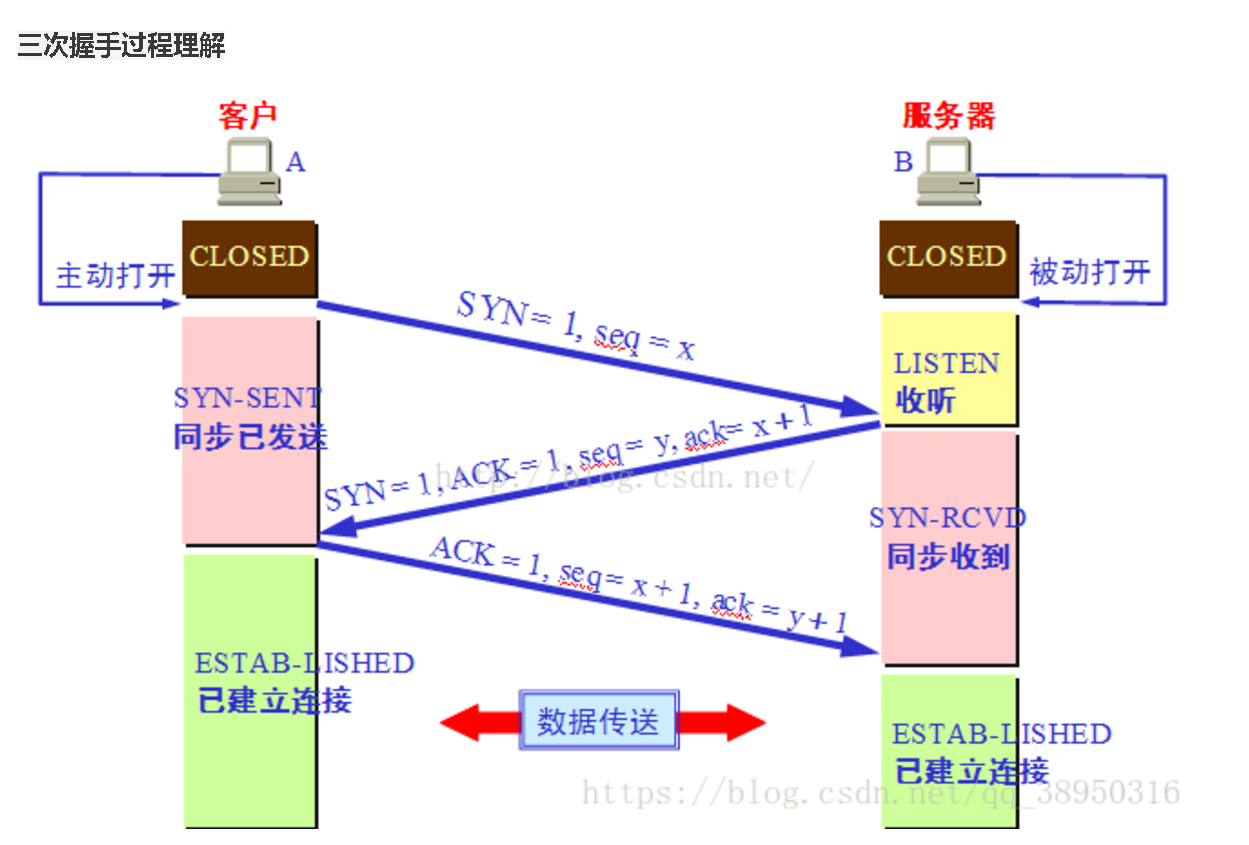 三次握手过程理解
客户
服务器
A
B
CLOSED
CLOSED
主动打开
被动打开
SYN = 1, seq = x
LISTEN
收听
SYN-SENT
同步已发送
SYN = 1, ACK = 1, seq = y, ack= x + 1
http://blog.csdn.net/
SYN-RCVD
同步收到
ACK = 1, seq = x + 1, ack = y + 1
ESTAB-LISHED
已建立连接
数据传送
ESTAB-LISHED
已建立连接
https://blog.csdn.net/qq_38950316